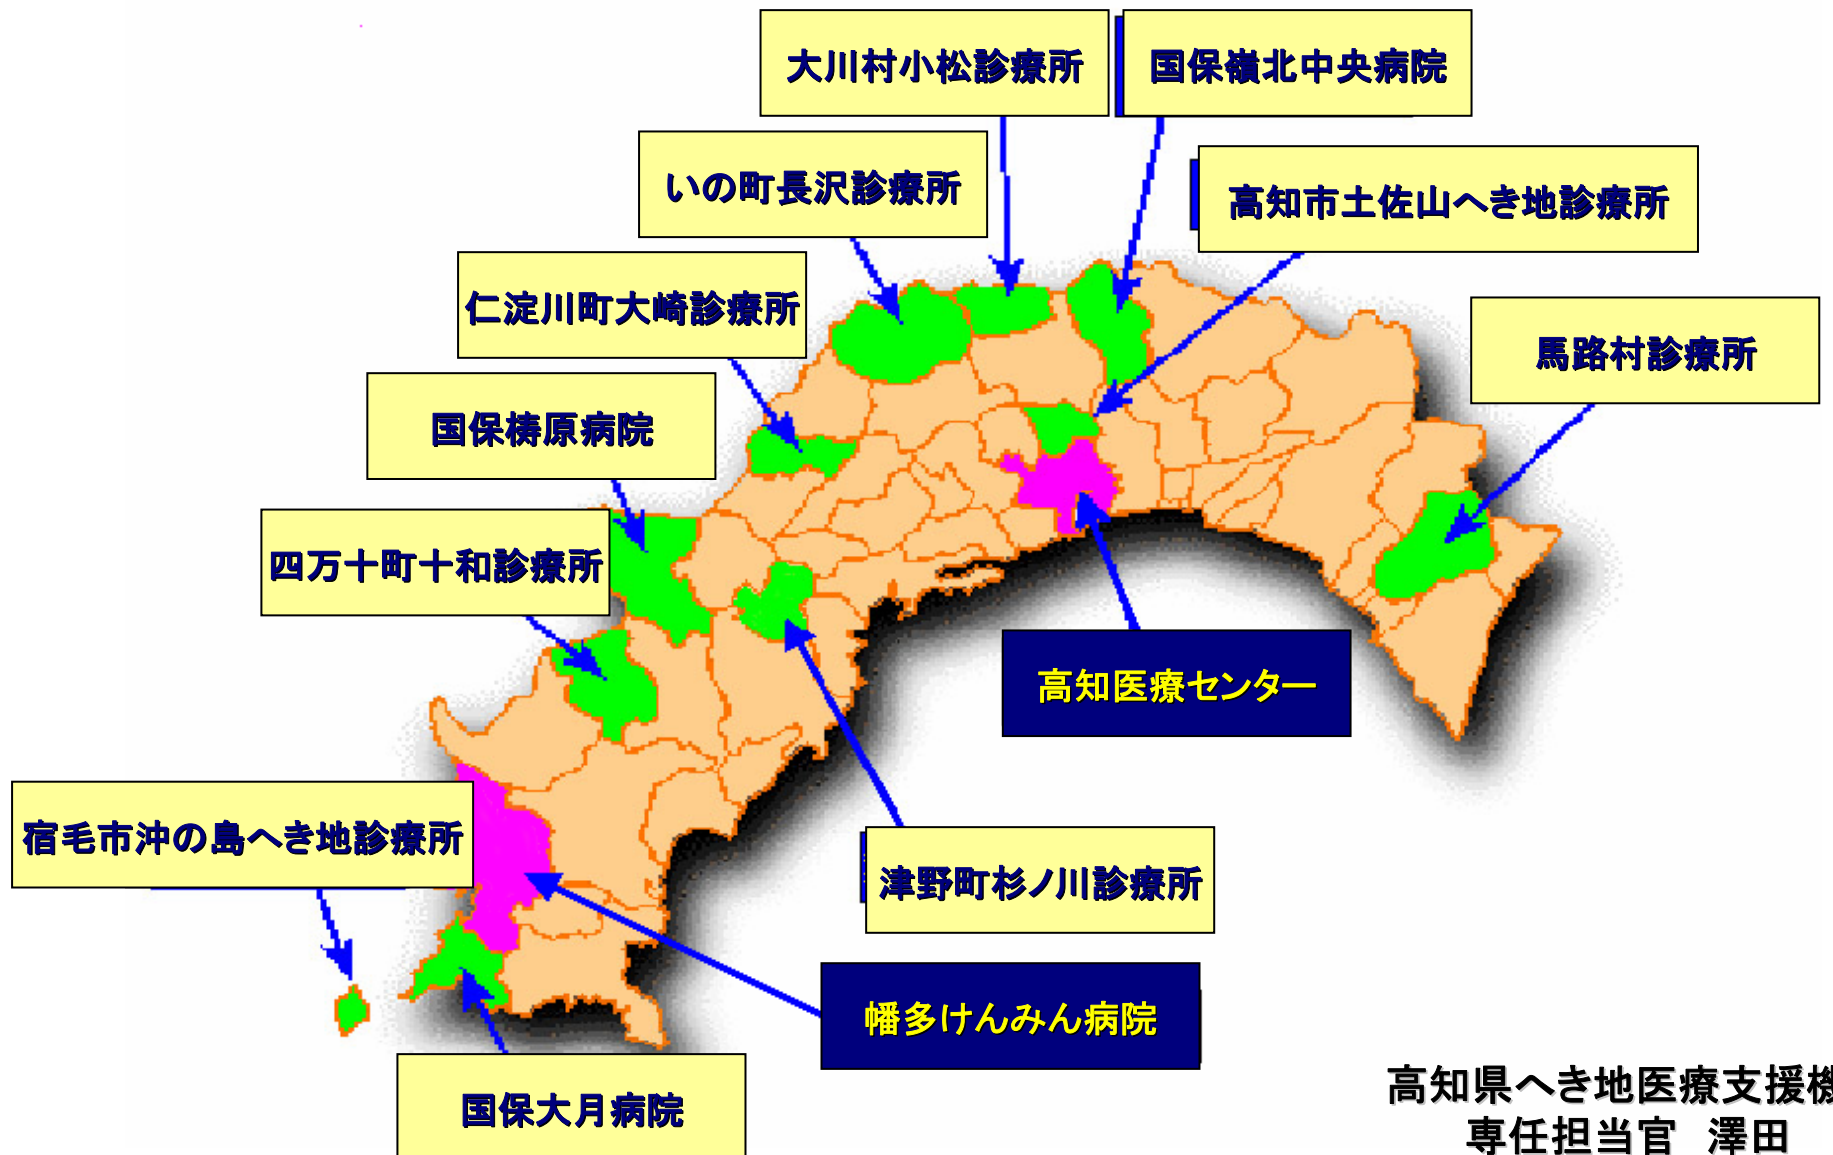 大川村小松診療所
国保嶺北中央病院
いの町長沢診療所
高知市土佐山へき地診療所
仁淀川町大崎診療所
馬路村診療所
国保梼原病院
四万十町十和診療所
高知医療センター
宿毛市沖の島へき地診療所
津野町杉ノ川診療所
幡多けんみん病院
国保大月病院
高知県へき地医療支援機
専任担当官 澤田